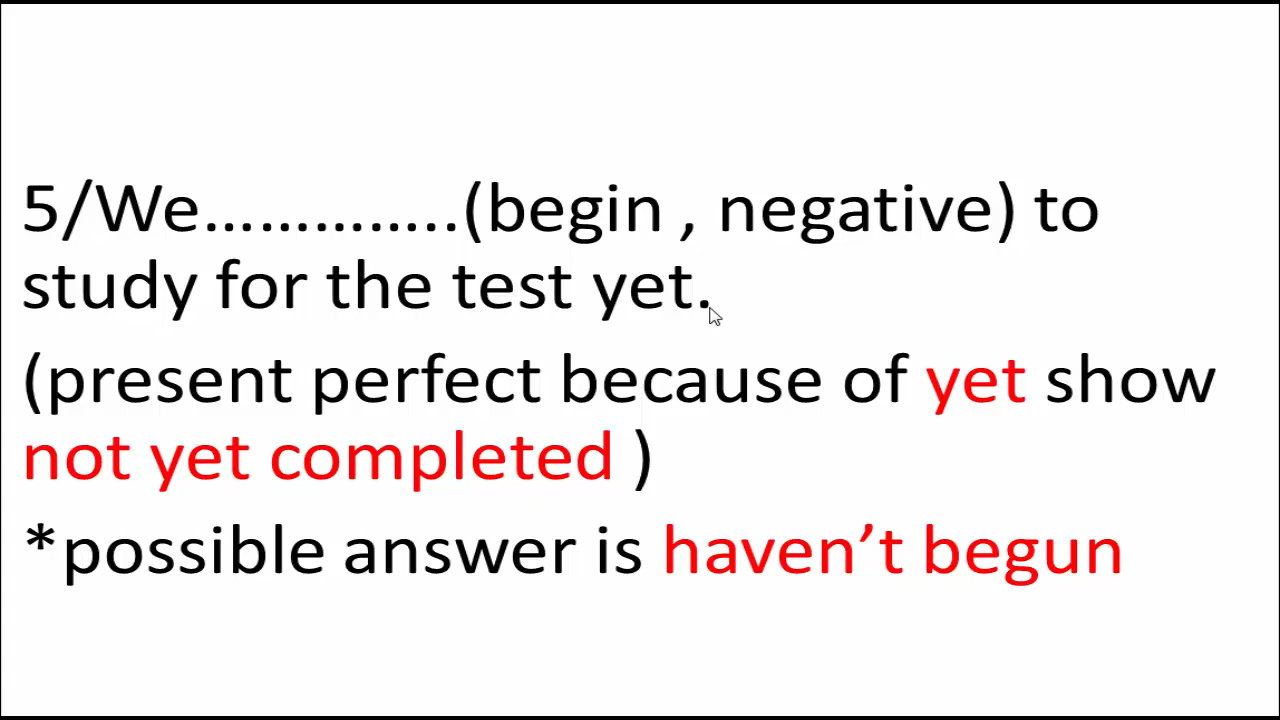 5/We…………..(begin , negative) to
study for the test yet.
(present perfect because of yet show
not yet completed )
*possible answer is haven’t begun